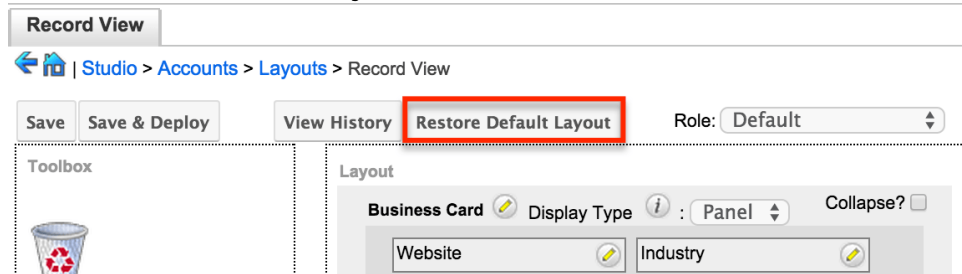 Record View
| Studio > Accounts > Layouts > Record View
Save Save & Deploy View History Restore Default Layout Role: Default
Toolbox
Layout
Business Card Display Type i : Panel Collapse?
Website Industry